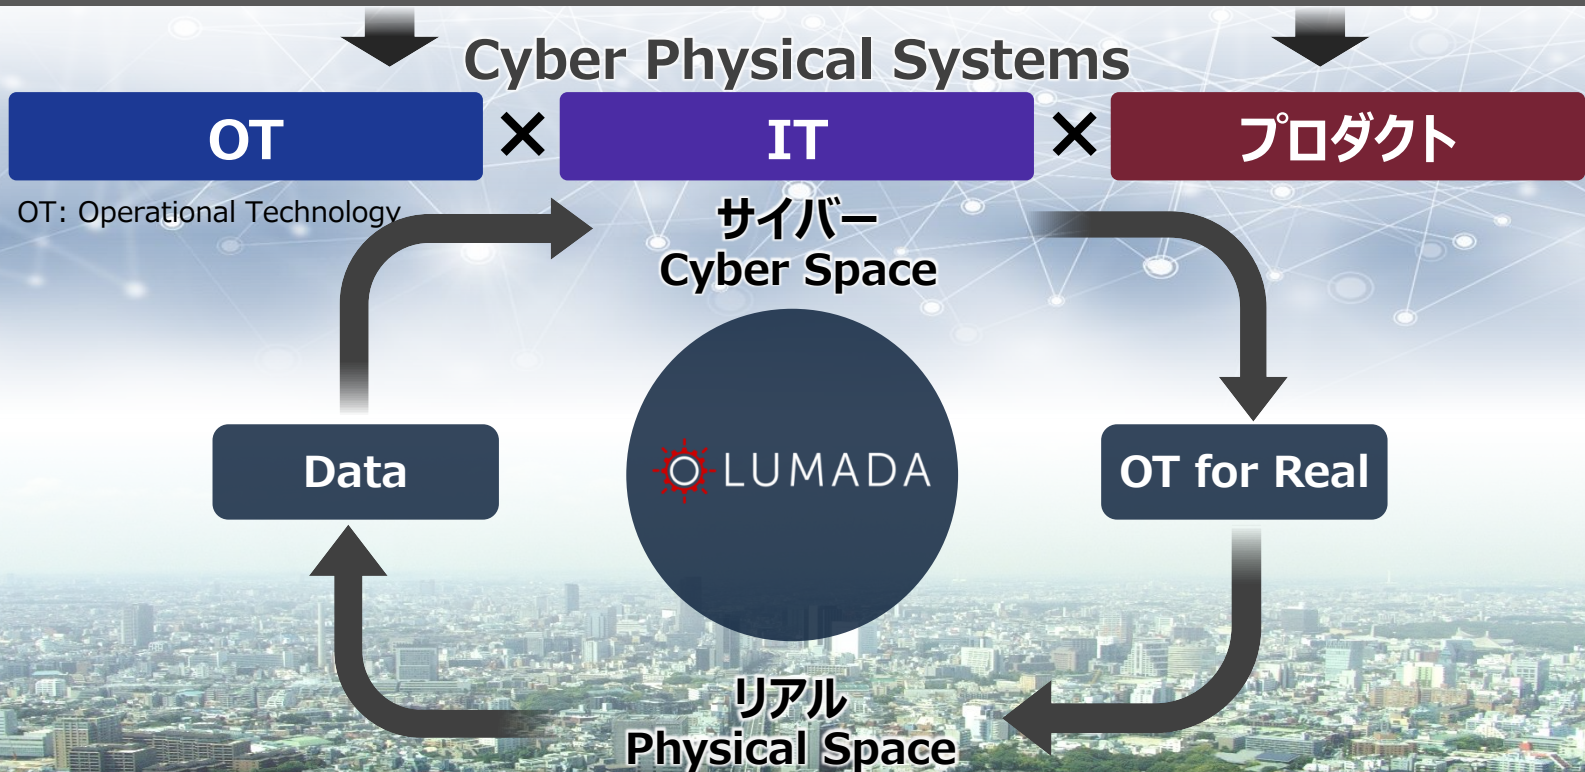 Cyber Physical Systems
OT × IT × プロダクト
OT: Operational Technology
サイバー
Cyber Space
Data
LUMADA
OT for Real
リアル
Physical Space